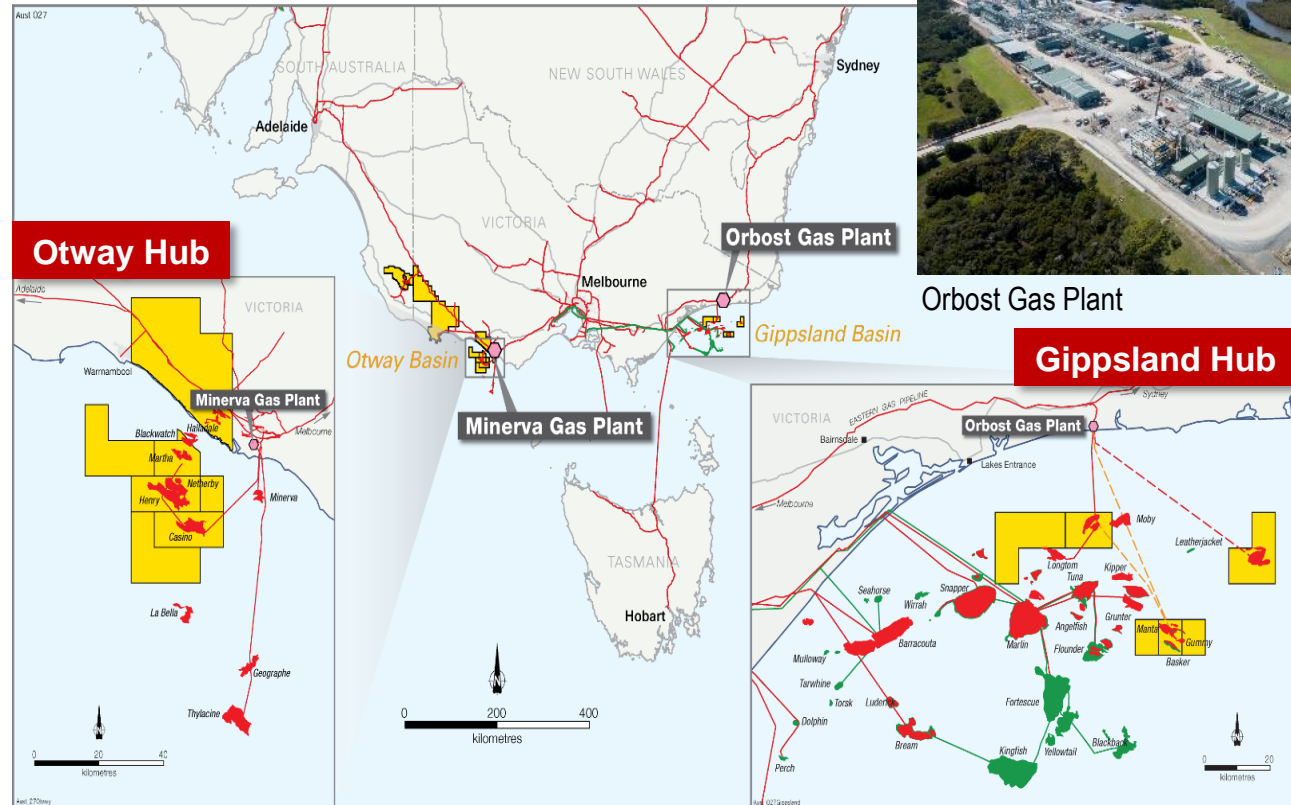 Aust 027
SOUTH AUSTRALIA
NEW SOUTH WALES
Sydney
Adelaide
VICTORIA
Orbost Gas Plant
Melbourne
Otway Basin
Gippsland Basin
Minerva Gas Plant
TASMANIA
Hobart
N
0 200 400
kilometres
Orbost Gas Plant
Otway Hub
Adelaide
VICTORIA
Warrnambool
Minerva Gas Plant
Halladale
Melbourne
Blackwatch
Martha
Netherby
Henry
Minerva
Casino
La Bella
Geographe
Thylacine
N
0 20 40
kilometres
Gippsland Hub
Sydney
VICTORIA
EASTERN GAS PIPELINE
Orbost Gas Plant
Bairnsdale
Lakes Entrance
Melbourne
Moby
Leatherjacket
Longtom
Tuna
Kipper
Snapper
Seahorse
Wirrah
Grunter
Angelfish
Marlin
Manta
Gummy
Flounder
Basker
Barracouta
Mulloway
Tarwhine
Torsk
Luderick
Fortescue
Dolphin
Bream
Yellowtail
Blackback
Kingfish
Perch
N
0 20
kilometres
Aust_027Gippsland